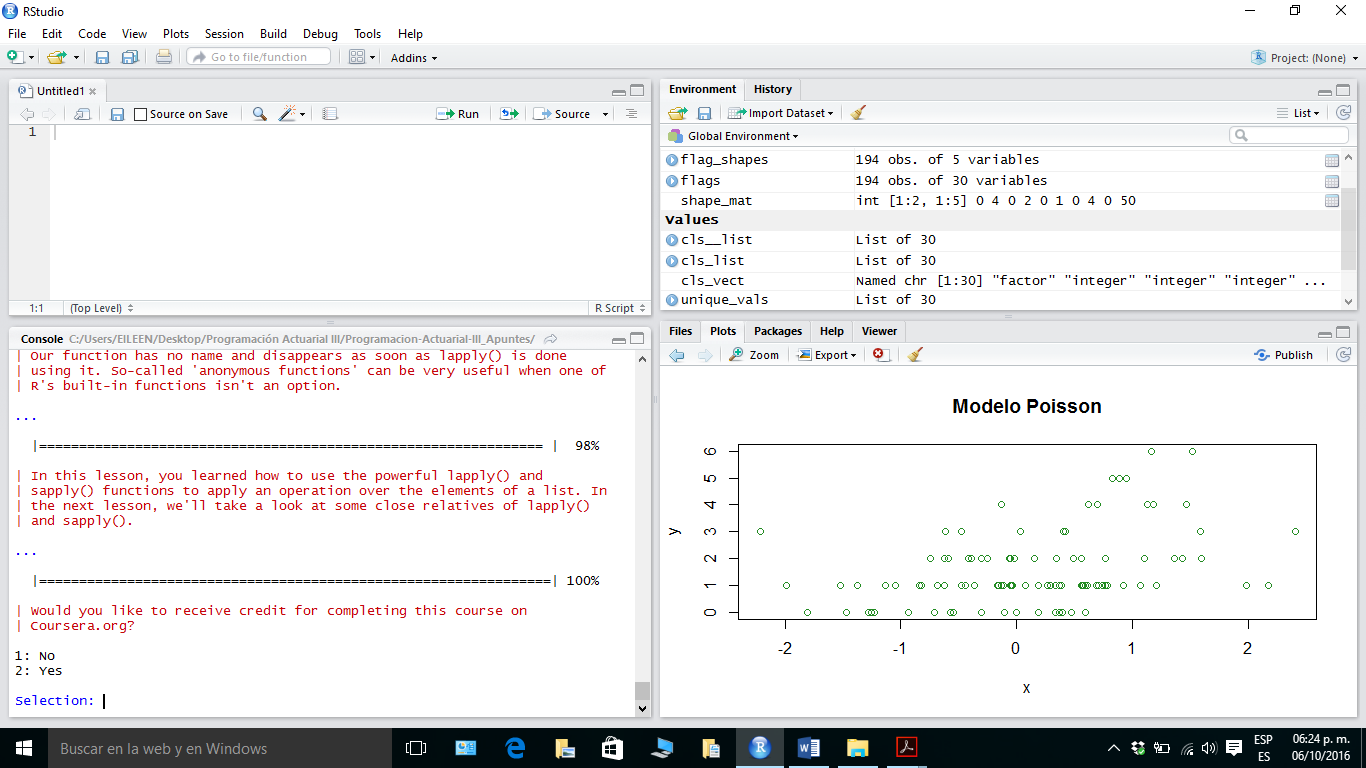 RStudio
File Edit Code View Plots Session Build Debug Tools Help
Go to file/function Addins Project: (None)
Untitled1
Source on Save Run Source
1
1:1 (Top Level) R Script
Console C:/Users/EILEEN/Desktop/Programación Actuarial III/Programacion-Actuarial-III_Apuntes/
| Our function has no name and disappears as soon as lapply() is done
| using it. So-called 'anonymous functions' can be very useful when one of
| R's built-in functions isn't an option.
...
|=============================================================== | 98%
| In this lesson, you learned how to use the powerful lapply() and
| sapply() functions to apply an operation over the elements of a list. In
| the next lesson, we'll take a look at some close relatives of lapply()
| and sapply().
...
|================================================================| 100%
| Would you like to receive credit for completing this course on
| Coursera.org?
1: No
2: Yes
Selection:
Environment History
Import Dataset List
Global Environment
flag_shapes 194 obs. of 5 variables
flags 194 obs. of 30 variables
shape_mat int [1:2, 1:5] 0 4 0 2 0 1 0 4 0 50
Values
cls__list List of 30
cls_list List of 30
cls_vect Named chr [1:30] "factor" "integer" "integer" "integer" ...
unique_vals List of 30
Files Plots Packages Help Viewer
Zoom Export Publish
Modelo Poisson
6
5
4
3
2
1
0
y
-2 -1 0 1 2
x
Buscar en la web y en Windows
ESP
ES
06:24 p. m.
06/10/2016